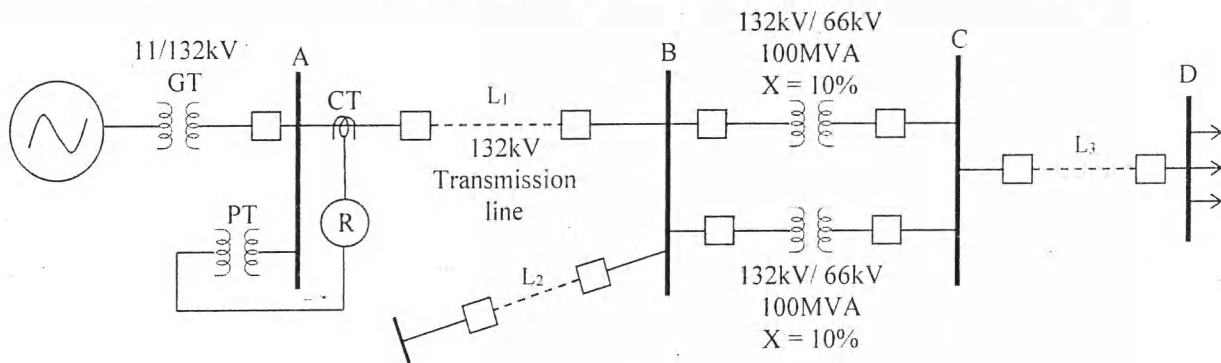 11/132kV
GT
A
CT
L₁
132kV
Transmission
line
B
132kV/ 66kV
100MVA
X = 10%
C
D
L₃
PT
R
L₂
132kV/ 66kV
100MVA
X = 10%